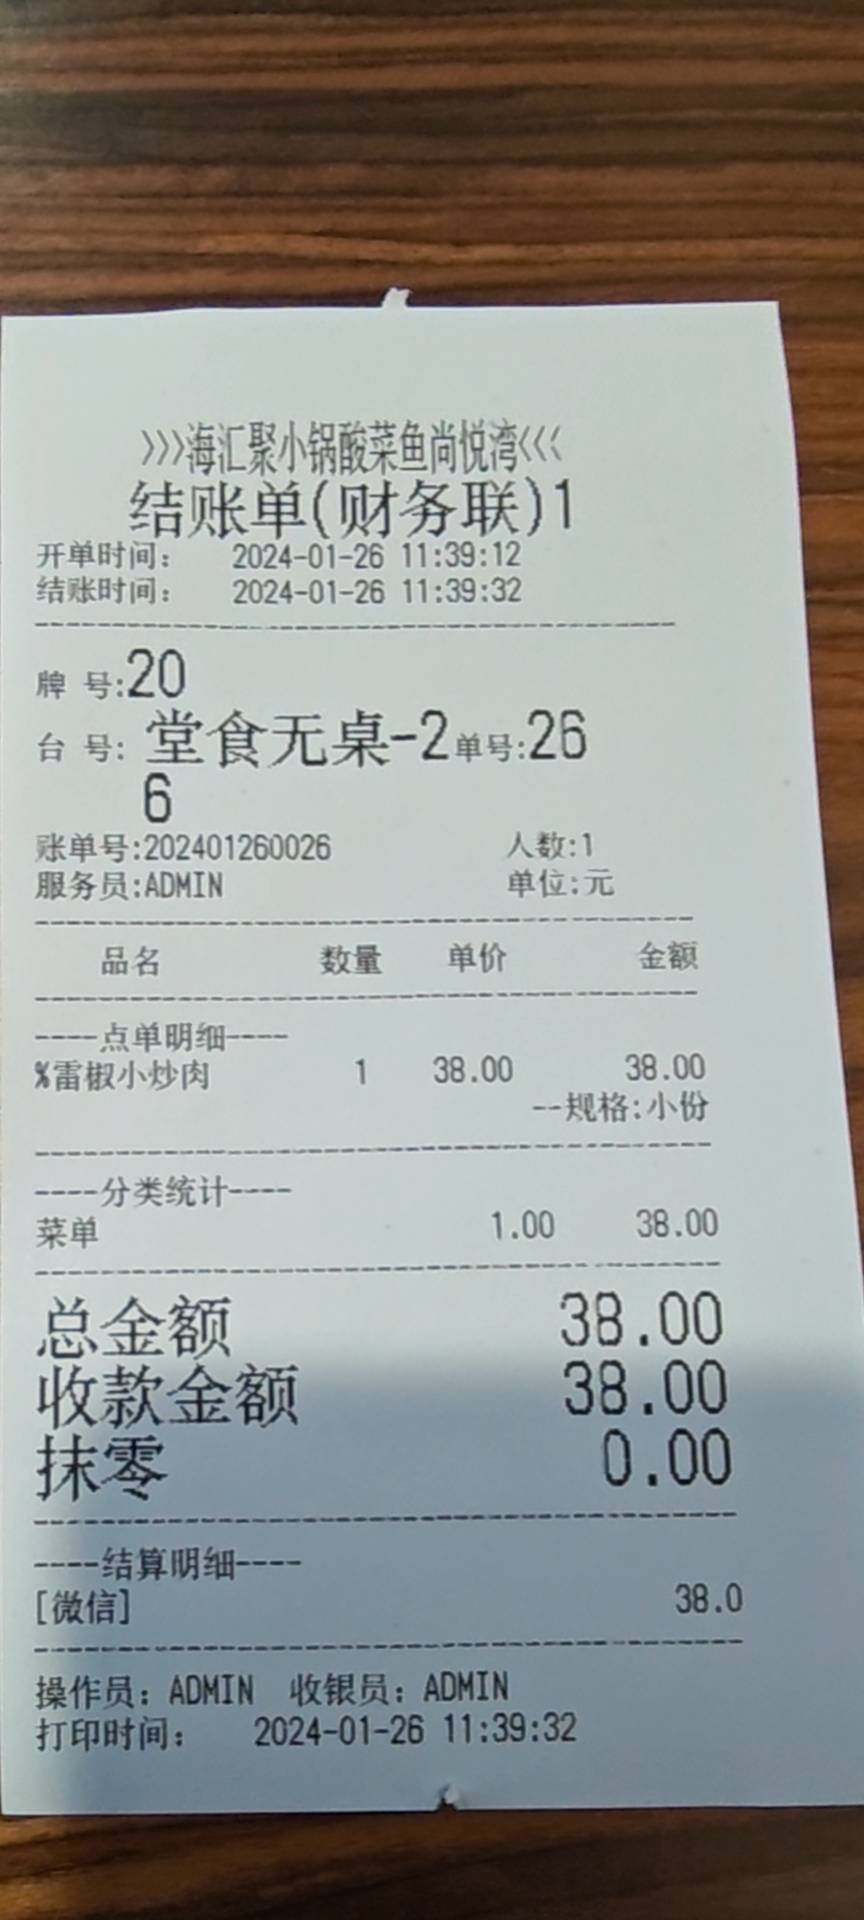 >>>海汇聚小锅酸菜鱼尚悦湾<<<
结账单(财务联)1
开单时间： 2024-01-26 11:39:12
结账时间： 2024-01-26 11:39:32
牌 号:20
台 号: 堂食无桌-2单号:26
6
账单号:202401260026 人数:1
服务员:ADMIN 单位:元
品名 数量 单价 金额
----点单明细----
%雷椒小炒肉 1 38.00 38.00
--规格:小份
----分类统计----
菜单 1.00 38.00
总金额 38.00
收款金额 38.00
抹零 0.00
----结算明细----
[微信] 38.0
操作员：ADMIN 收银员：ADMIN
打印时间： 2024-01-26 11:39:32